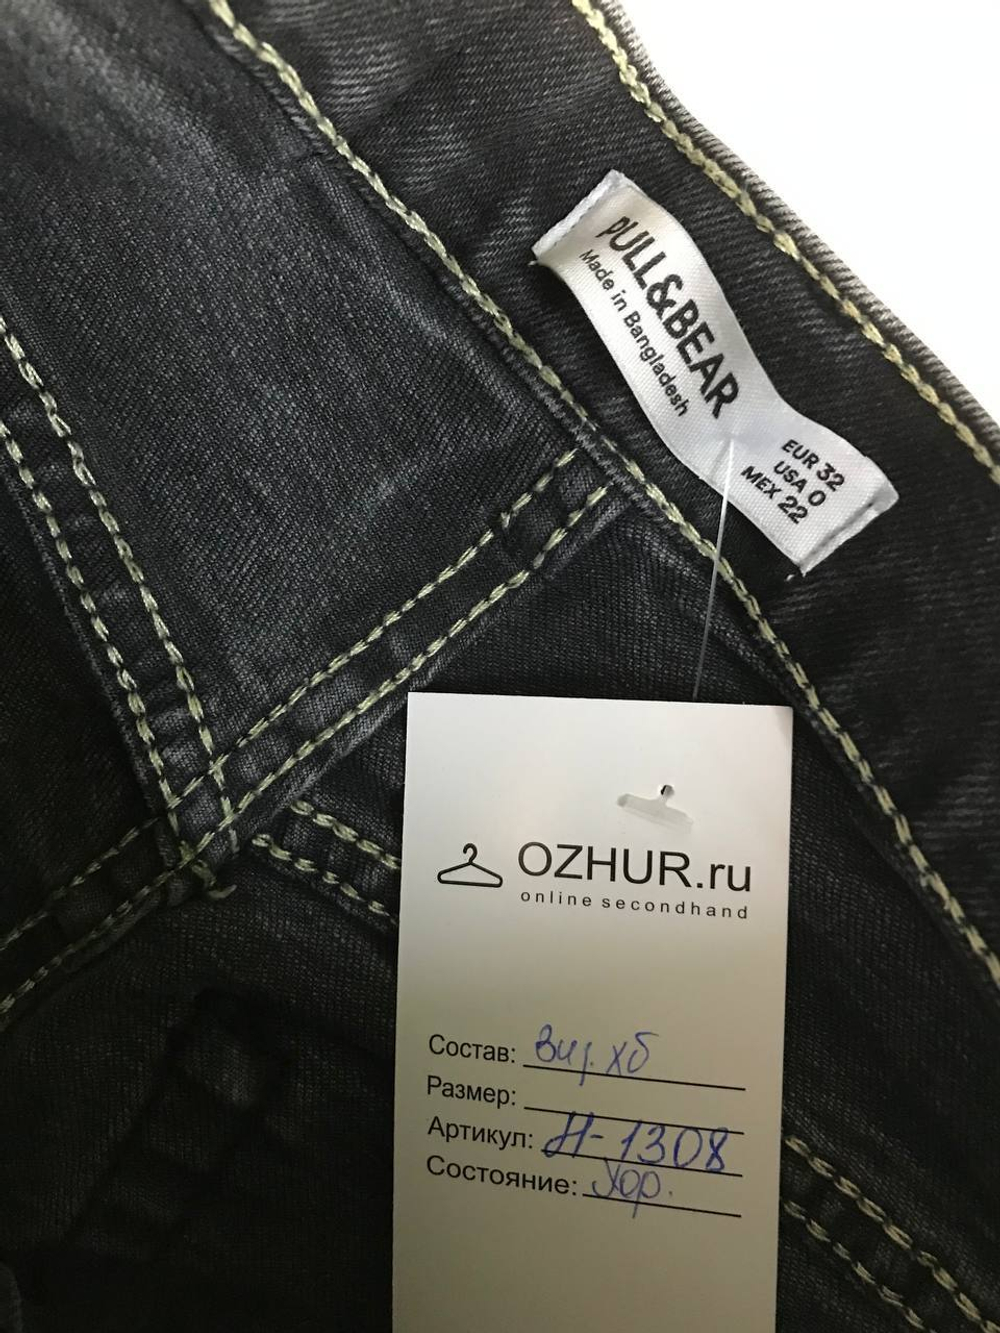 PULL&BEAR
Made in Bangladesh
EUR 32
USA 0
MEX 22
OZHUR.ru
online secondhand
Состав: Виз. хб
Размер:
Артикул: Н-1308
Состояние: Хор.